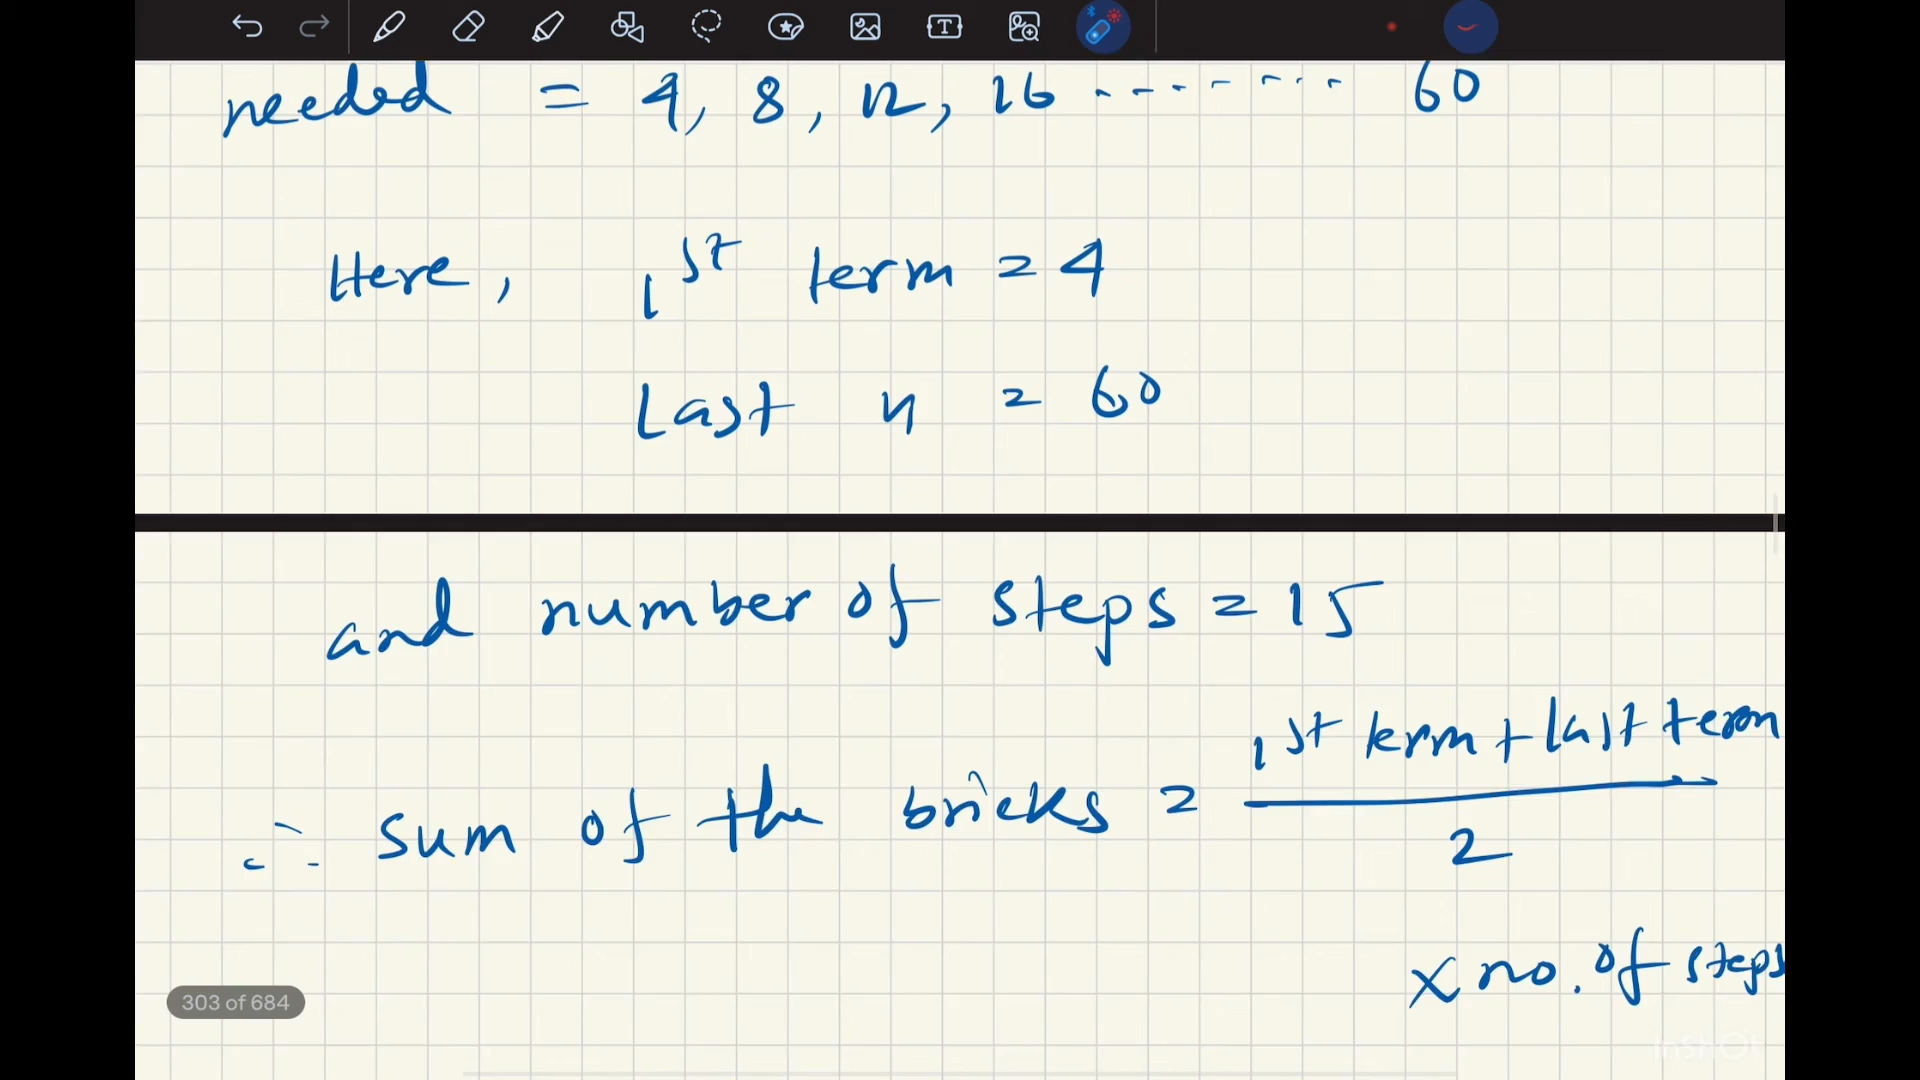 needed = 4, 8, 12, 16 ........ 60
Here, 1st term = 4
Last " = 60
and number of steps = 15
∴ sum of the bricks = 1st term + last term
2
x no. of steps
303 of 684
InShOt